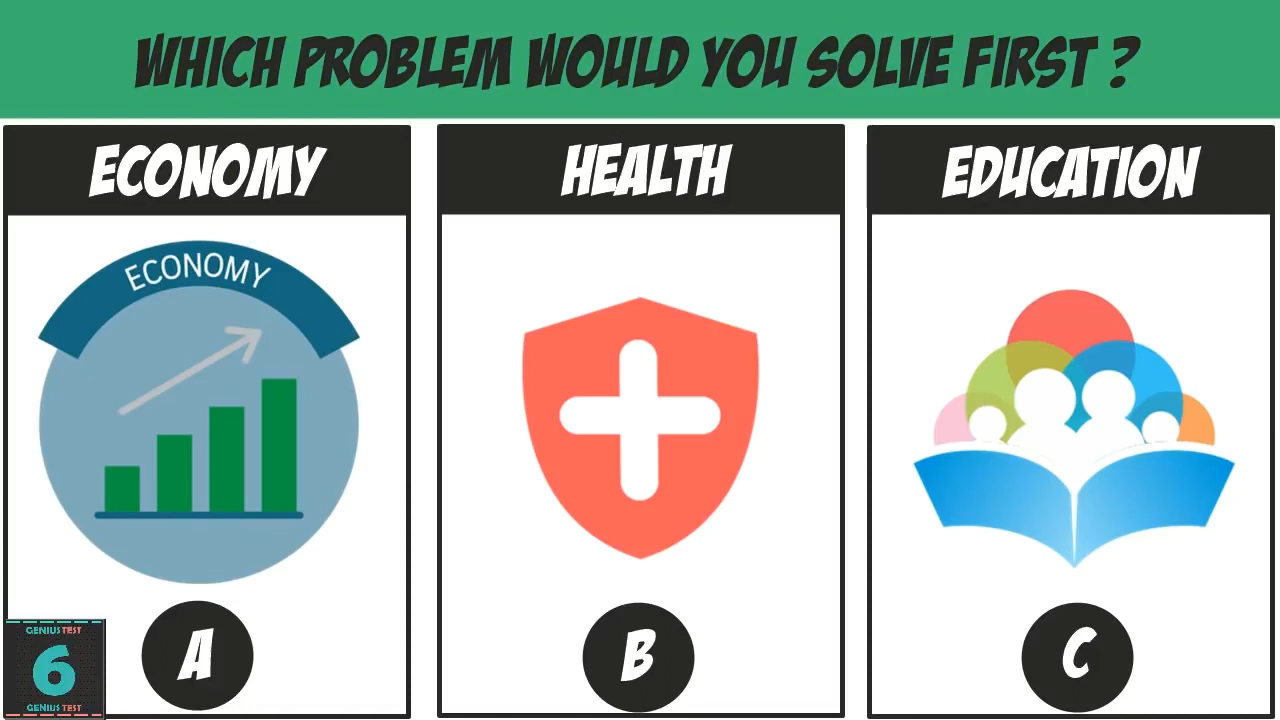 WHICH PROBLEM WOULD YOU SOLVE FIRST ?
ECONOMY
HEALTH
EDUCATION
ECONOMY
A
B
C
GENIUS TEST
6
GENIUS TEST